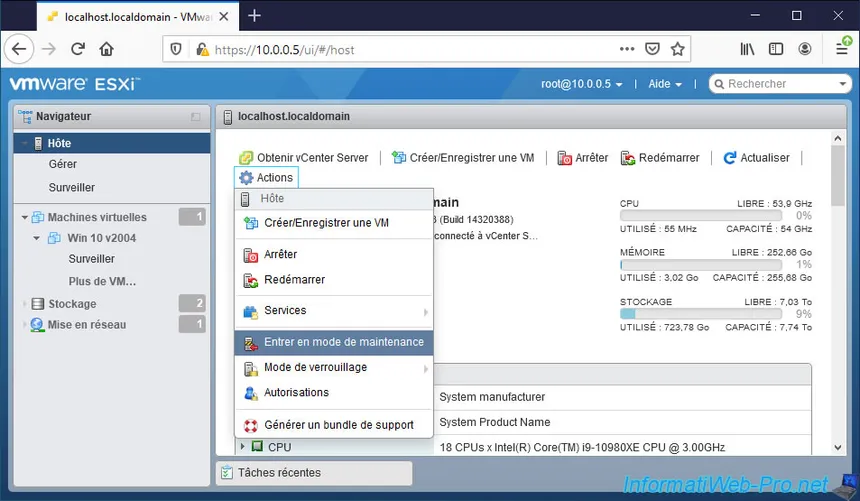 localhost.localdomain - VMw
https://10.0.0.5/ui/#/host
vmware ESXi™
root@10.0.0.5
Aide
Rechercher
Navigateur
Hôte
Gérer
Surveiller
Machines virtuelles 1
Win 10 v2004
Surveiller
Plus de VM...
Stockage 2
Mise en réseau 1
localhost.localdomain
Obtenir vCenter Server
Créer/Enregistrer une VM
Arrêter
Redémarrer
Actualiser
Actions
Hôte
Créer/Enregistrer une VM
Arrêter
Redémarrer
Services
Entrer en mode de maintenance
Mode de verrouillage
Autorisations
Générer un bundle de support
main
(Build 14320388)
connecté à vCenter S...
CPU LIBRE : 53,9 GHz
0%
UTILISÉ : 55 MHz CAPACITÉ : 54 GHz
MÉMOIRE LIBRE : 252,66 Go
1%
UTILISÉ : 3,02 Go CAPACITÉ : 255,68 Go
STOCKAGE LIBRE : 7,03 To
9%
UTILISÉ : 723,78 Go CAPACITÉ : 7,74 To
System manufacturer
System Product Name
CPU 18 CPUs x Intel(R) Core(TM) i9-10980XE CPU @ 3.00GHz
Tâches récentes
InformatiWeb-Pro.net